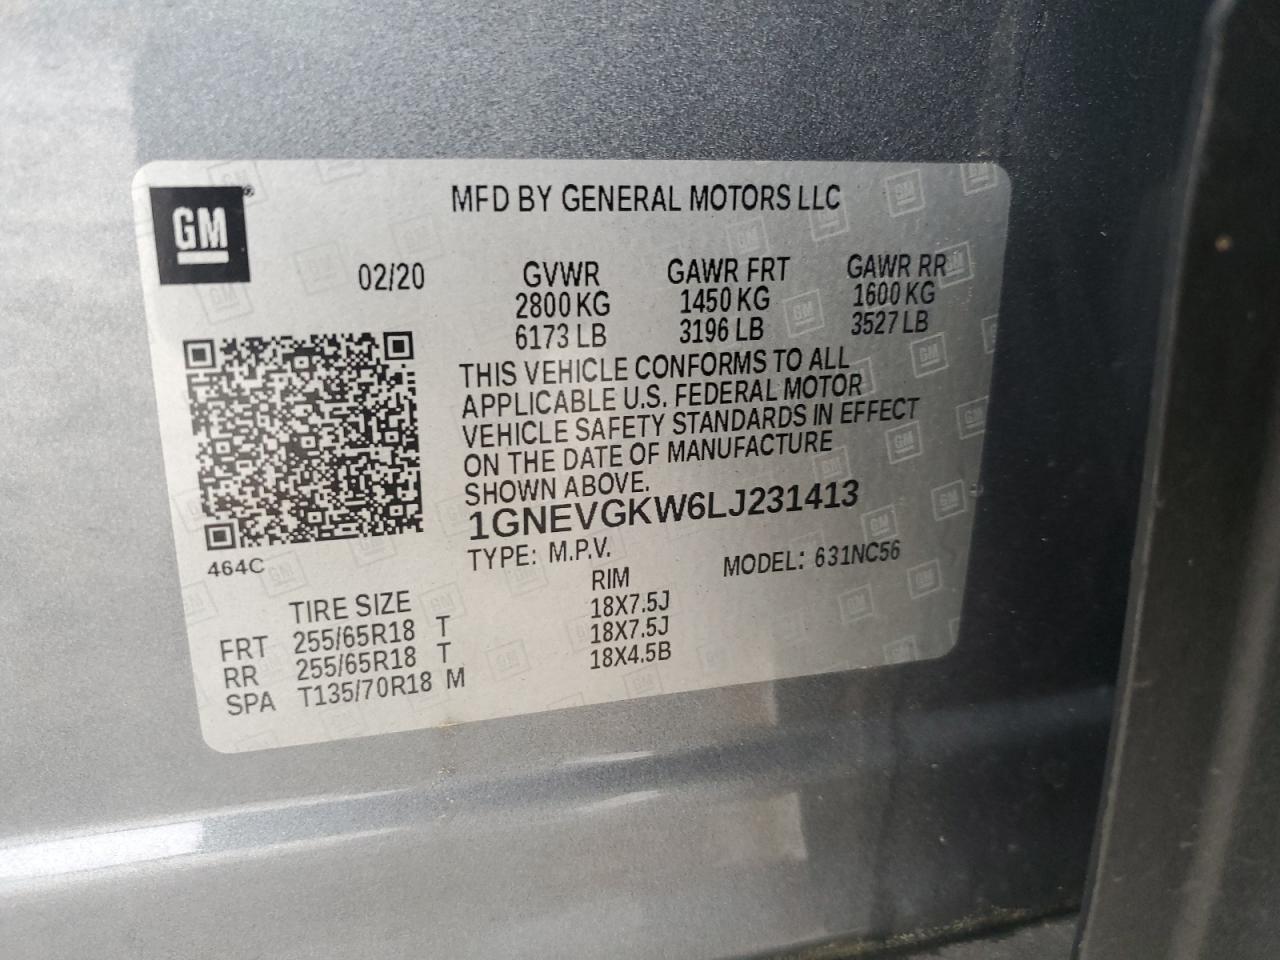 GM
MFD BY GENERAL MOTORS LLC
02/20 GVWR GAWR FRT GAWR RR
2800 KG 1450 KG 1600 KG
6173 LB 3196 LB 3527 LB
THIS VEHICLE CONFORMS TO ALL
APPLICABLE U.S. FEDERAL MOTOR
VEHICLE SAFETY STANDARDS IN EFFECT
ON THE DATE OF MANUFACTURE
SHOWN ABOVE.
1GNEVGKW6LJ231413
464C
TYPE: M.P.V. MODEL: 631NC56
TIRE SIZE RIM
FRT 255/65R18 T 18X7.5J
RR 255/65R18 T 18X7.5J
SPA T135/70R18 M 18X4.5B